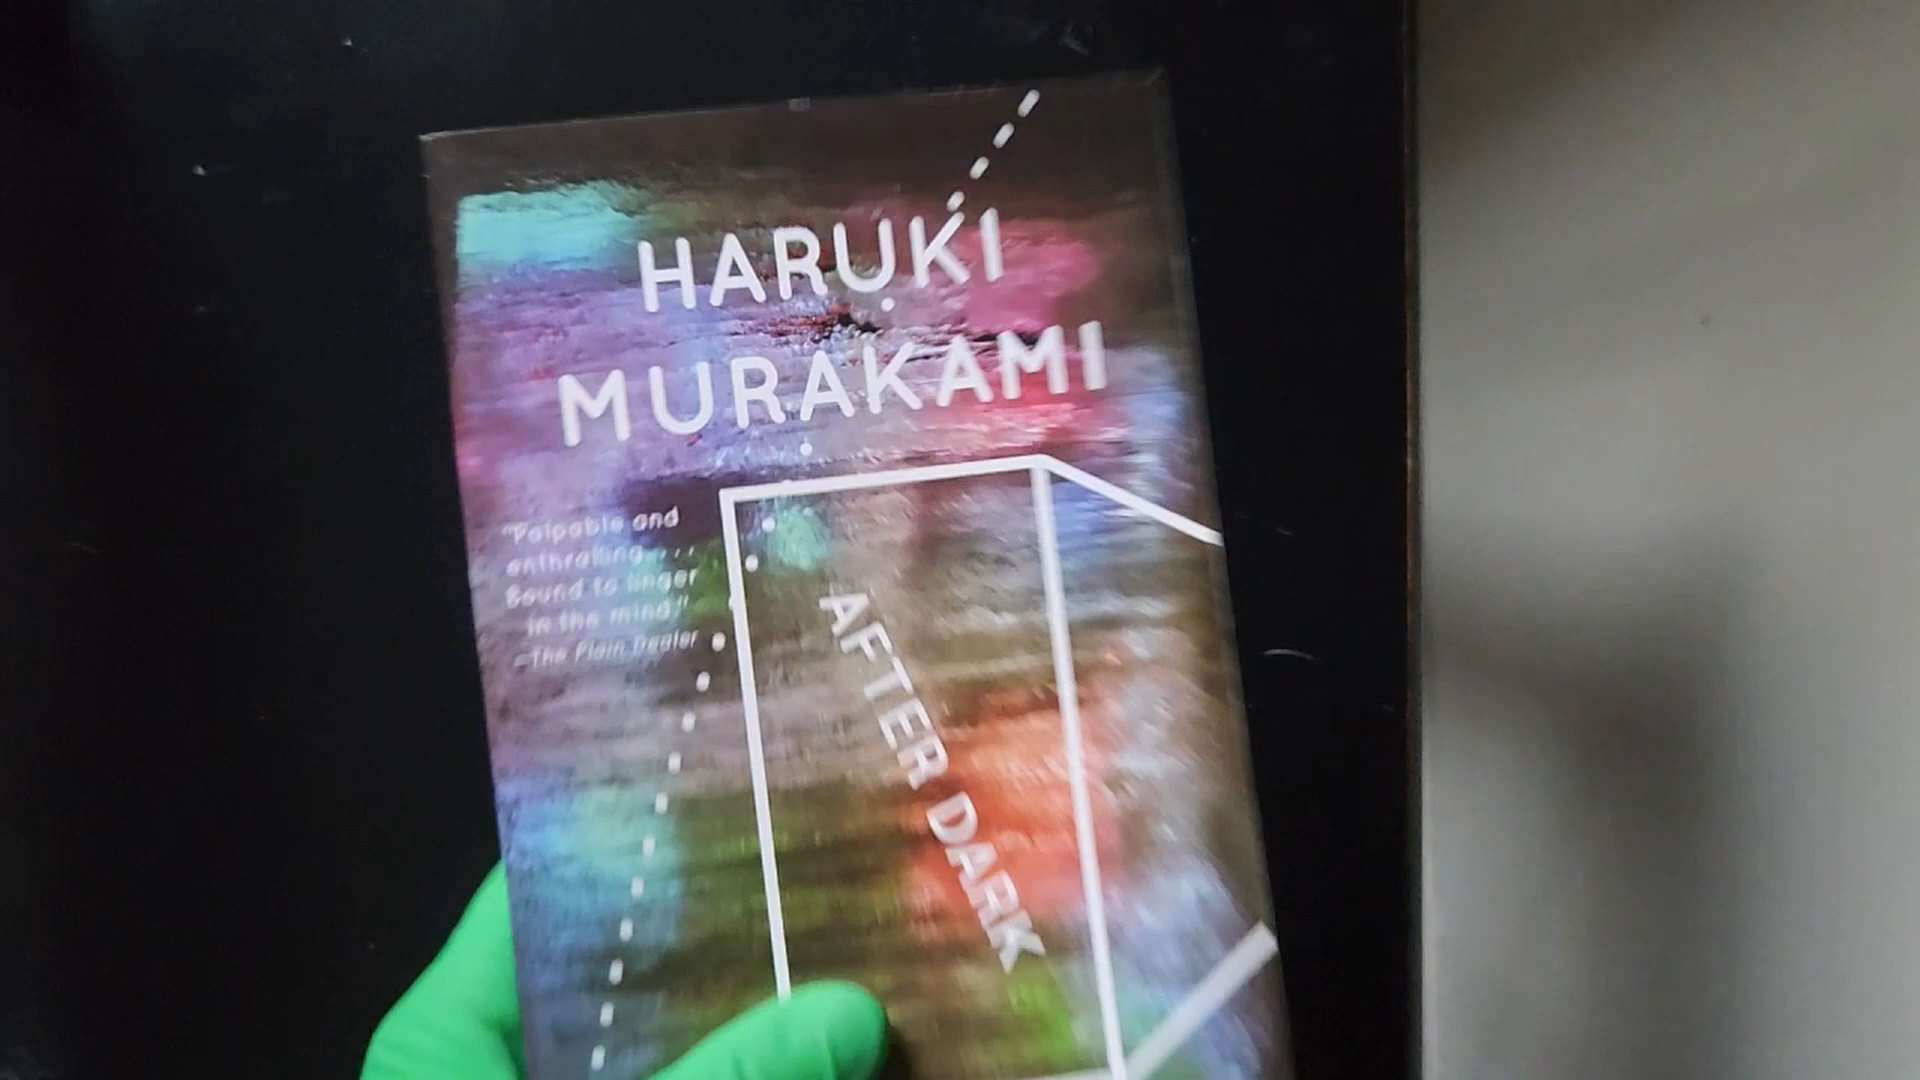 HARUKI
MURAKAMI
"Palpable and
enthralling....
Bound to linger
in the mind."
—The Plain Dealer
AFTER DARK